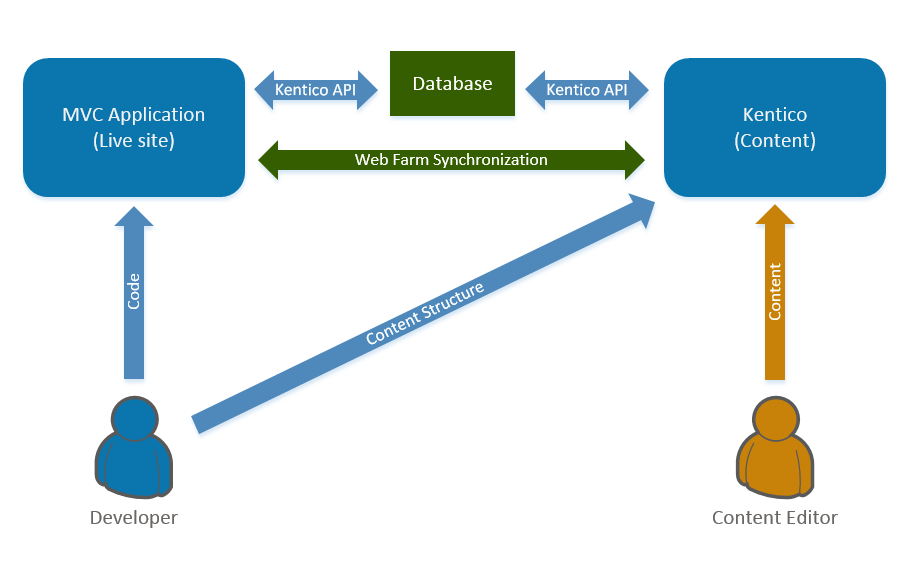 MVC Application
(Live site)
Kentico API
Database
Kentico API
Kentico
(Content)
Web Farm Synchronization
Code
Content Structure
Content
Developer
Content Editor